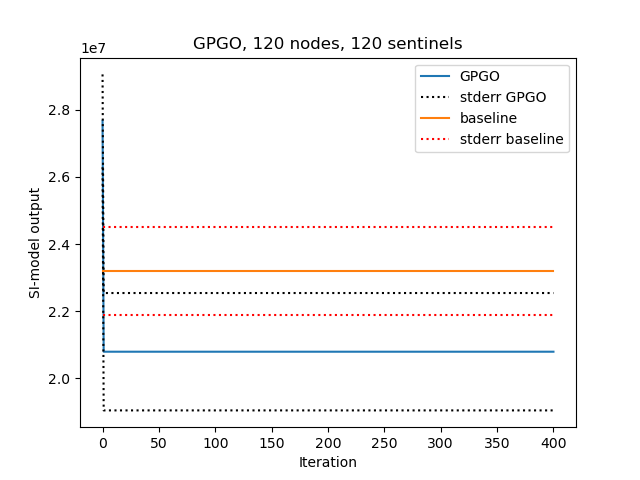 GPGO, 120 nodes, 120 sentinels
1e7
GPGO
stderr GPGO
baseline
stderr baseline
2.8
2.6
2.4
2.2
2.0
SI-model output
0 50 100 150 200 250 300 350 400
Iteration